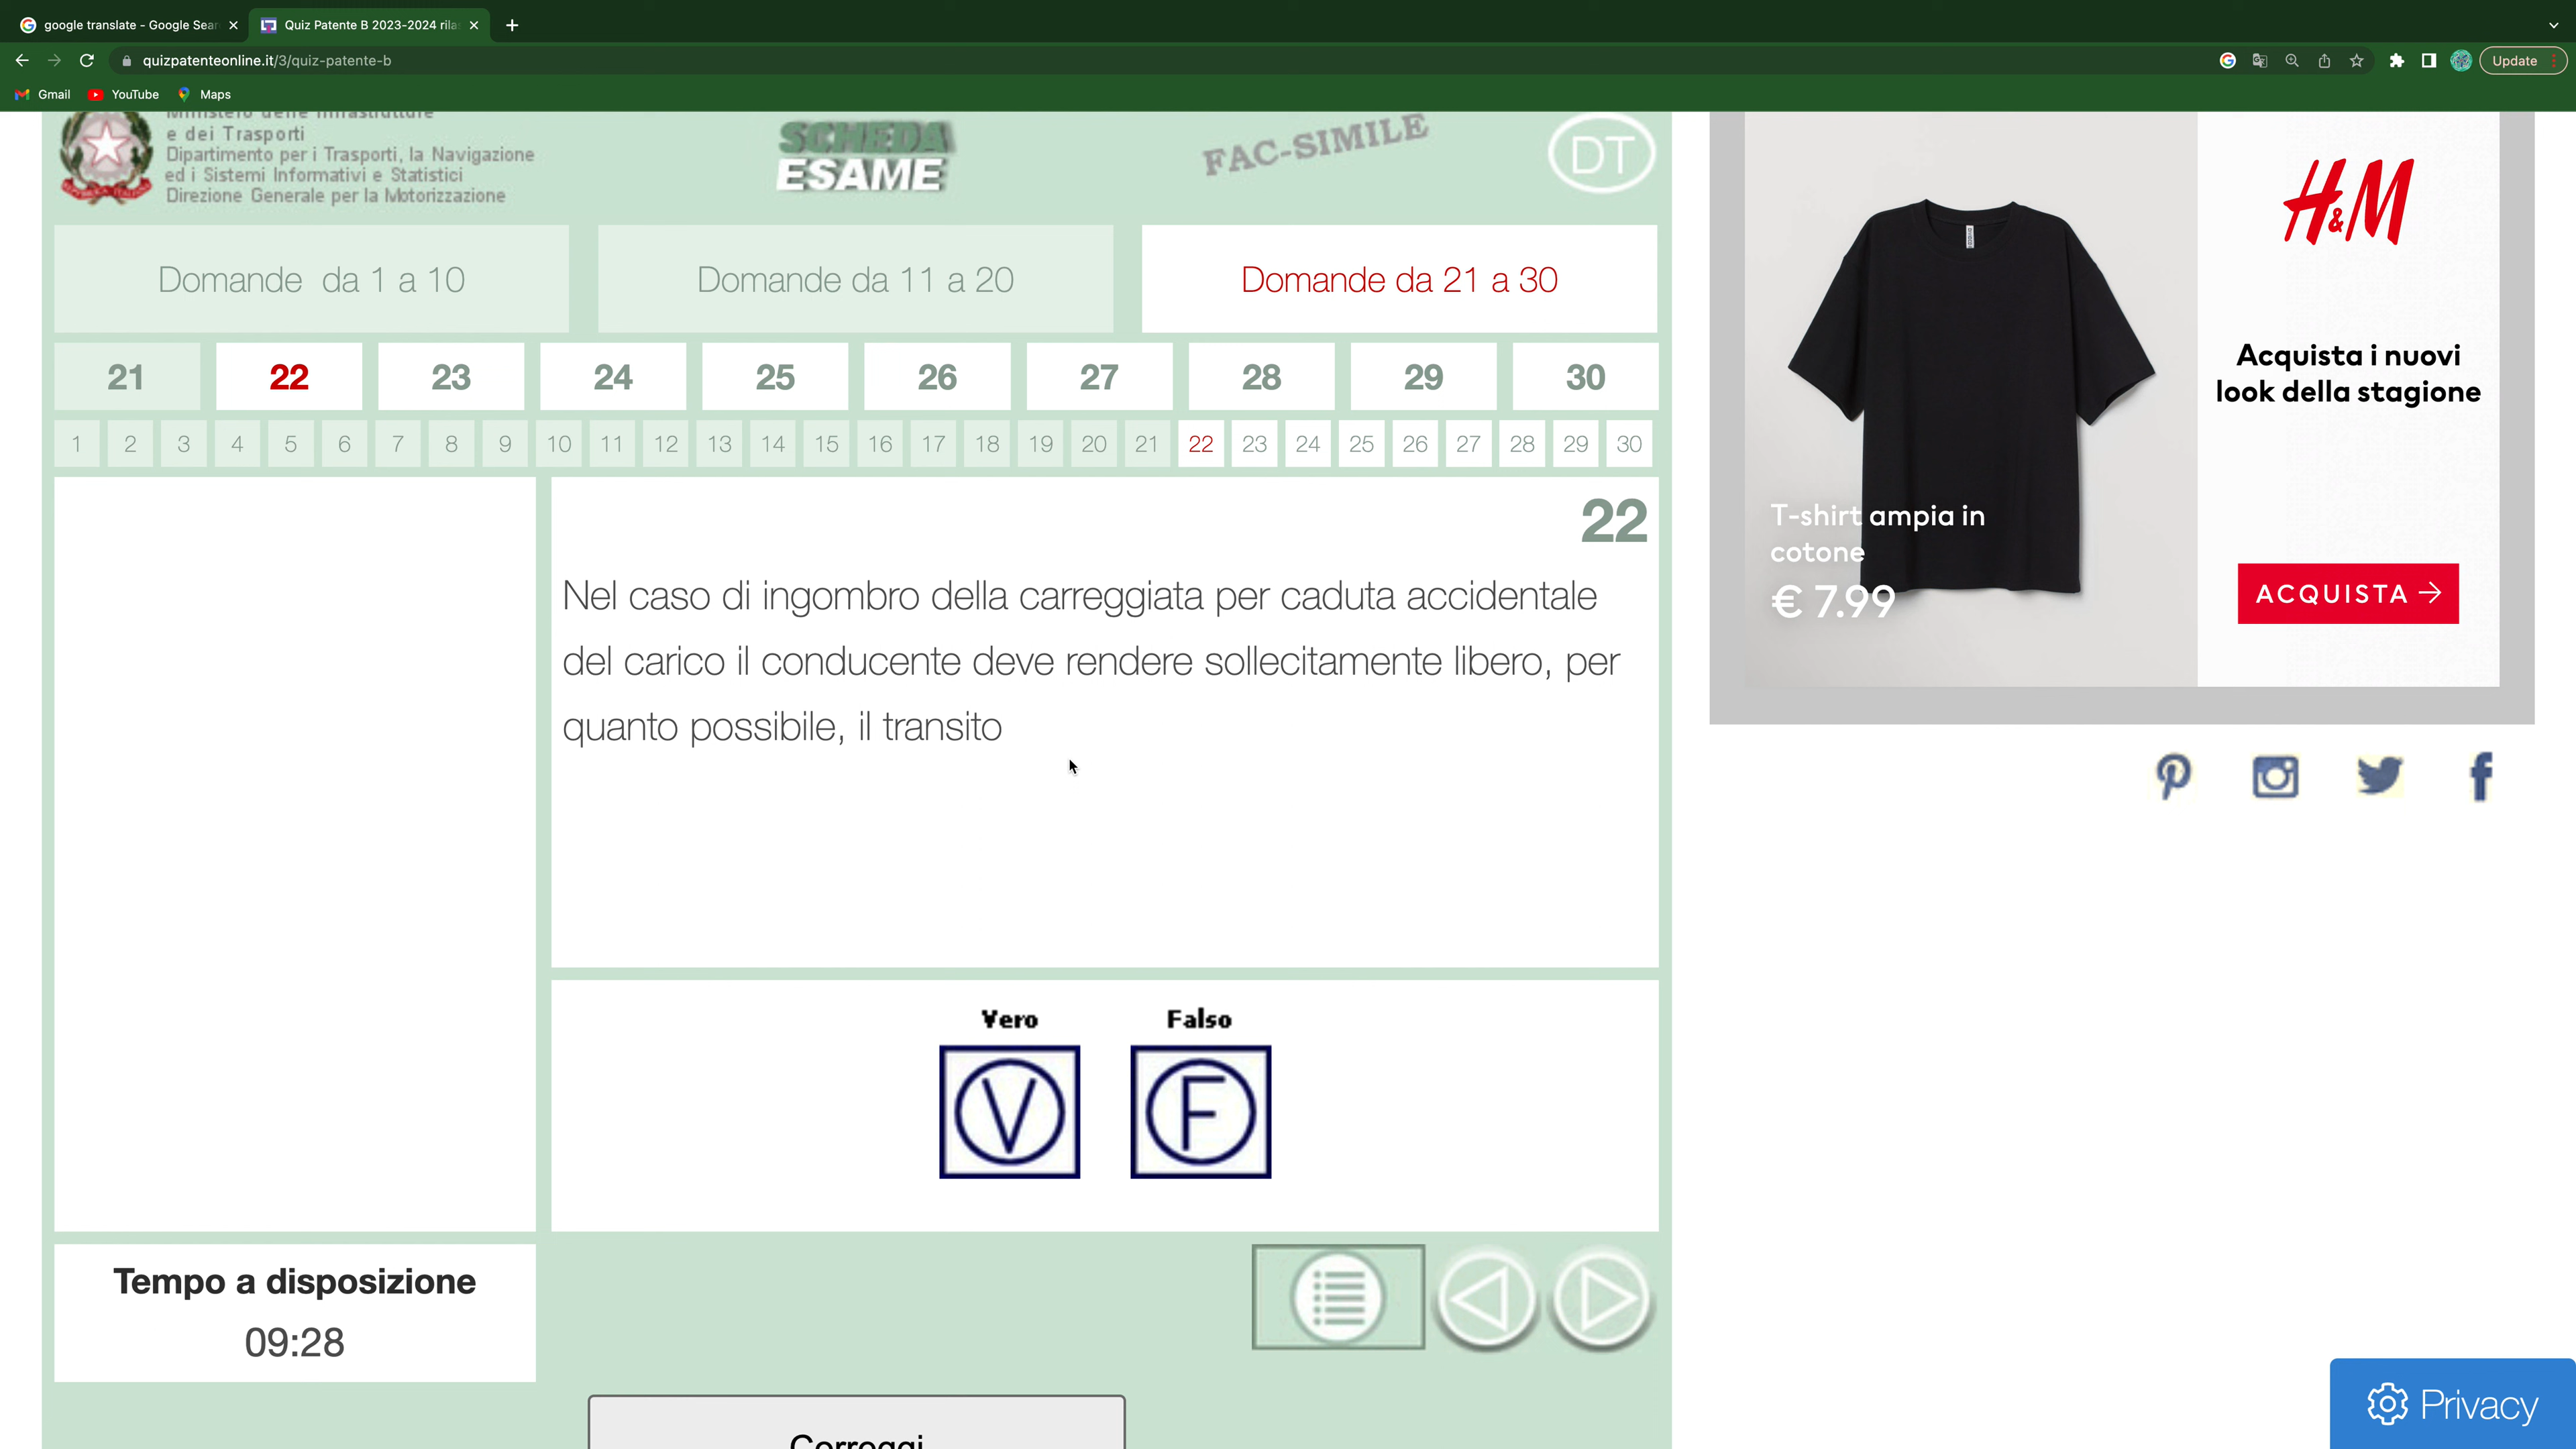 google translate - Google Sear
Quiz Patente B 2023-2024 rila
quizpatenteonline.it/3/quiz-patente-b
Update
Gmail
YouTube
Maps
Ministero delle Infrastrutture
e dei Trasporti
Dipartimento per i Trasporti, la Navigazione
ed i Sistemi Informativi e Statistici
Direzione Generale per la Motorizzazione
SCHEDA
ESAME
FAC-SIMILE
DT
Domande da 1 a 10
Domande da 11 a 20
Domande da 21 a 30
21 22 23 24 25 26 27 28 29 30
1 2 3 4 5 6 7 8 9 10 11 12 13 14 15 16 17 18 19 20 21 22 23 24 25 26 27 28 29 30
22
Nel caso di ingombro della carreggiata per caduta accidentale
del carico il conducente deve rendere sollecitamente libero, per
quanto possibile, il transito
Vero Falso
V F
Tempo a disposizione
09:28
Correggi
H&M
Acquista i nuovi
look della stagione
T-shirt ampia in
cotone
€ 7.99
ACQUISTA
Privacy